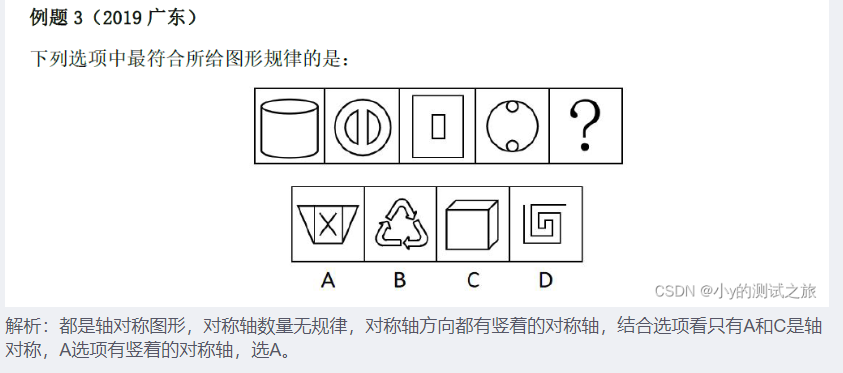 例题 3（2019 广东）
下列选项中最符合所给图形规律的是：
?
A B C D
CSDN @小y的测试之旅
解析：都是轴对称图形，对称轴数量无规律，对称轴方向都有竖着的对称轴，结合选项看只有A和C是轴
对称，A选项有竖着的对称轴，选A。